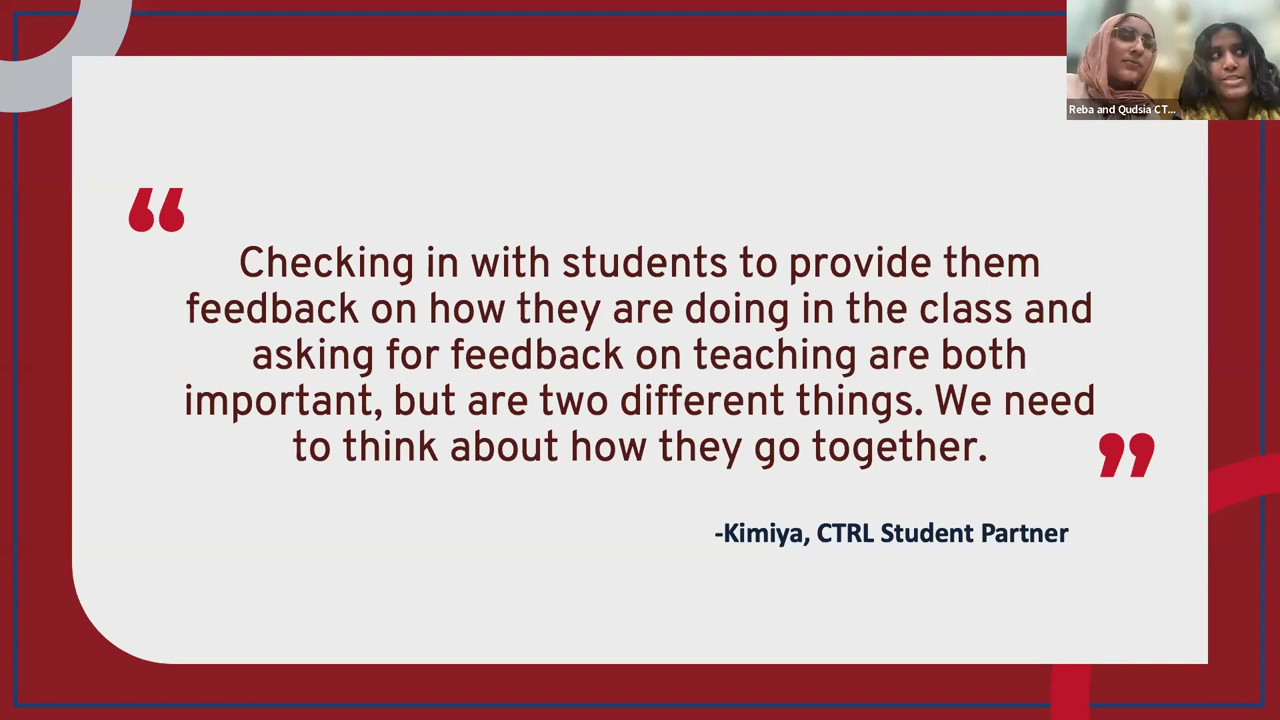 Reba and Qudsia CT...
“
Checking in with students to provide them
feedback on how they are doing in the class and
asking for feedback on teaching are both
important, but are two different things. We need
to think about how they go together.
”
-Kimiya, CTRL Student Partner